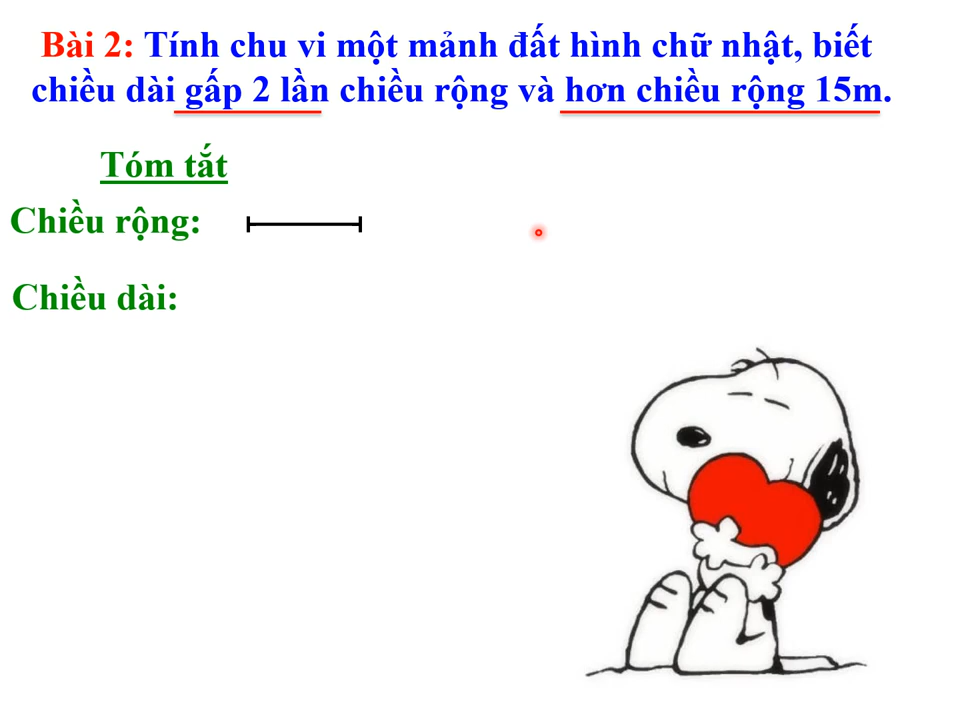 Bài 2: Tính chu vi một mảnh đất hình chữ nhật, biết
chiều dài gấp 2 lần chiều rộng và hơn chiều rộng 15m.
Tóm tắt
Chiều rộng:
Chiều dài: